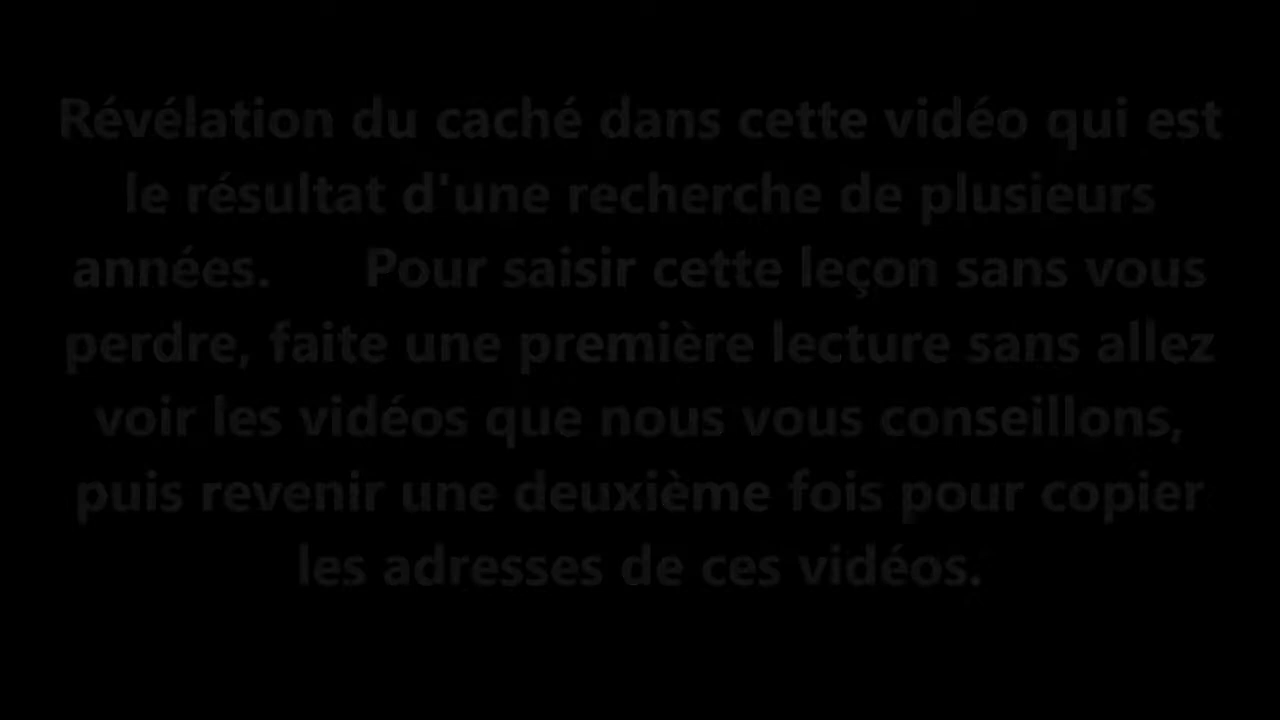 Révélation du caché dans cette vidéo qui est
le résultat d'une recherche de plusieurs
années. Pour saisir cette leçon sans vous
perdre, faite une première lecture sans allez
voir les vidéos que nous vous conseillons,
puis revenir une deuxième fois pour copier
les adresses de ces vidéos.